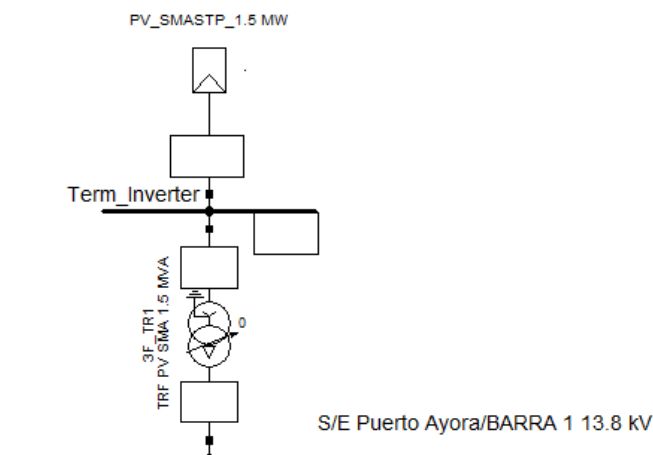 PV_SMASTP_1.5 MW
Term_Inverter
3F_TR1
TRF PV SMA 1.5 MVA
0
S/E Puerto Ayora/BARRA 1 13.8 kV